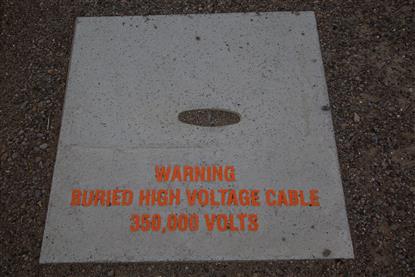 WARNING
BURIED HIGH VOLTAGE CABLE
350,000 VOLTS